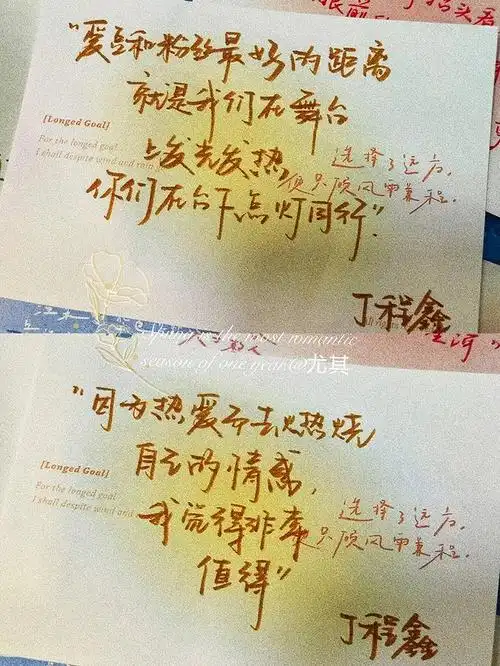 "爱豆和粉丝最好的距离
就是我们在舞台
上发光发热,
你们在台下点灯同行".
[Longed Goal]
For the longed goal
I shall despite wind and rain
选择了远方,
便只顾风雨兼程.
丁程鑫
Spring is the most romantic
season of one year.@尤其
"因为热爱而去燃烧
自己的情感,
我觉得非常
值得"
[Longed Goal]
For the longed goal
I shall despite wind and
选择了远方,
只顾风雨兼程.
丁程鑫